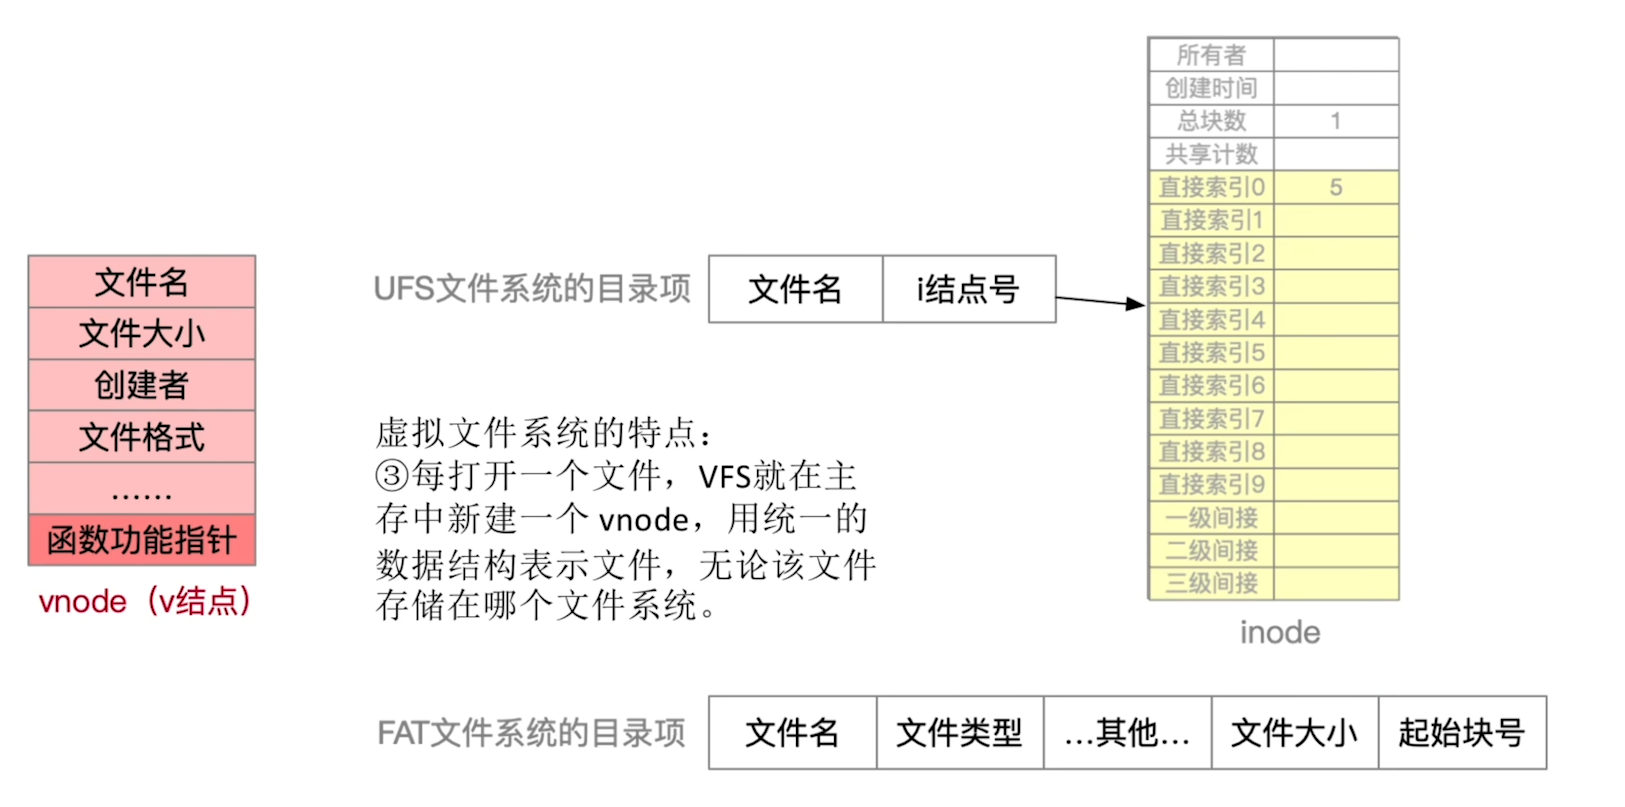 文件名
文件大小
创建者
文件格式
……
函数功能指针
vnode（v结点）
UFS文件系统的目录项 文件名 i结点号
虚拟文件系统的特点：
③每打开一个文件，VFS就在主
存中新建一个 vnode，用统一的
数据结构表示文件，无论该文件
存储在哪个文件系统。
所有者
创建时间
总块数 1
共享计数
直接索引0 5
直接索引1
直接索引2
直接索引3
直接索引4
直接索引5
直接索引6
直接索引7
直接索引8
直接索引9
一级间接
二级间接
三级间接
inode
FAT文件系统的目录项 文件名 文件类型 …其他… 文件大小 起始块号